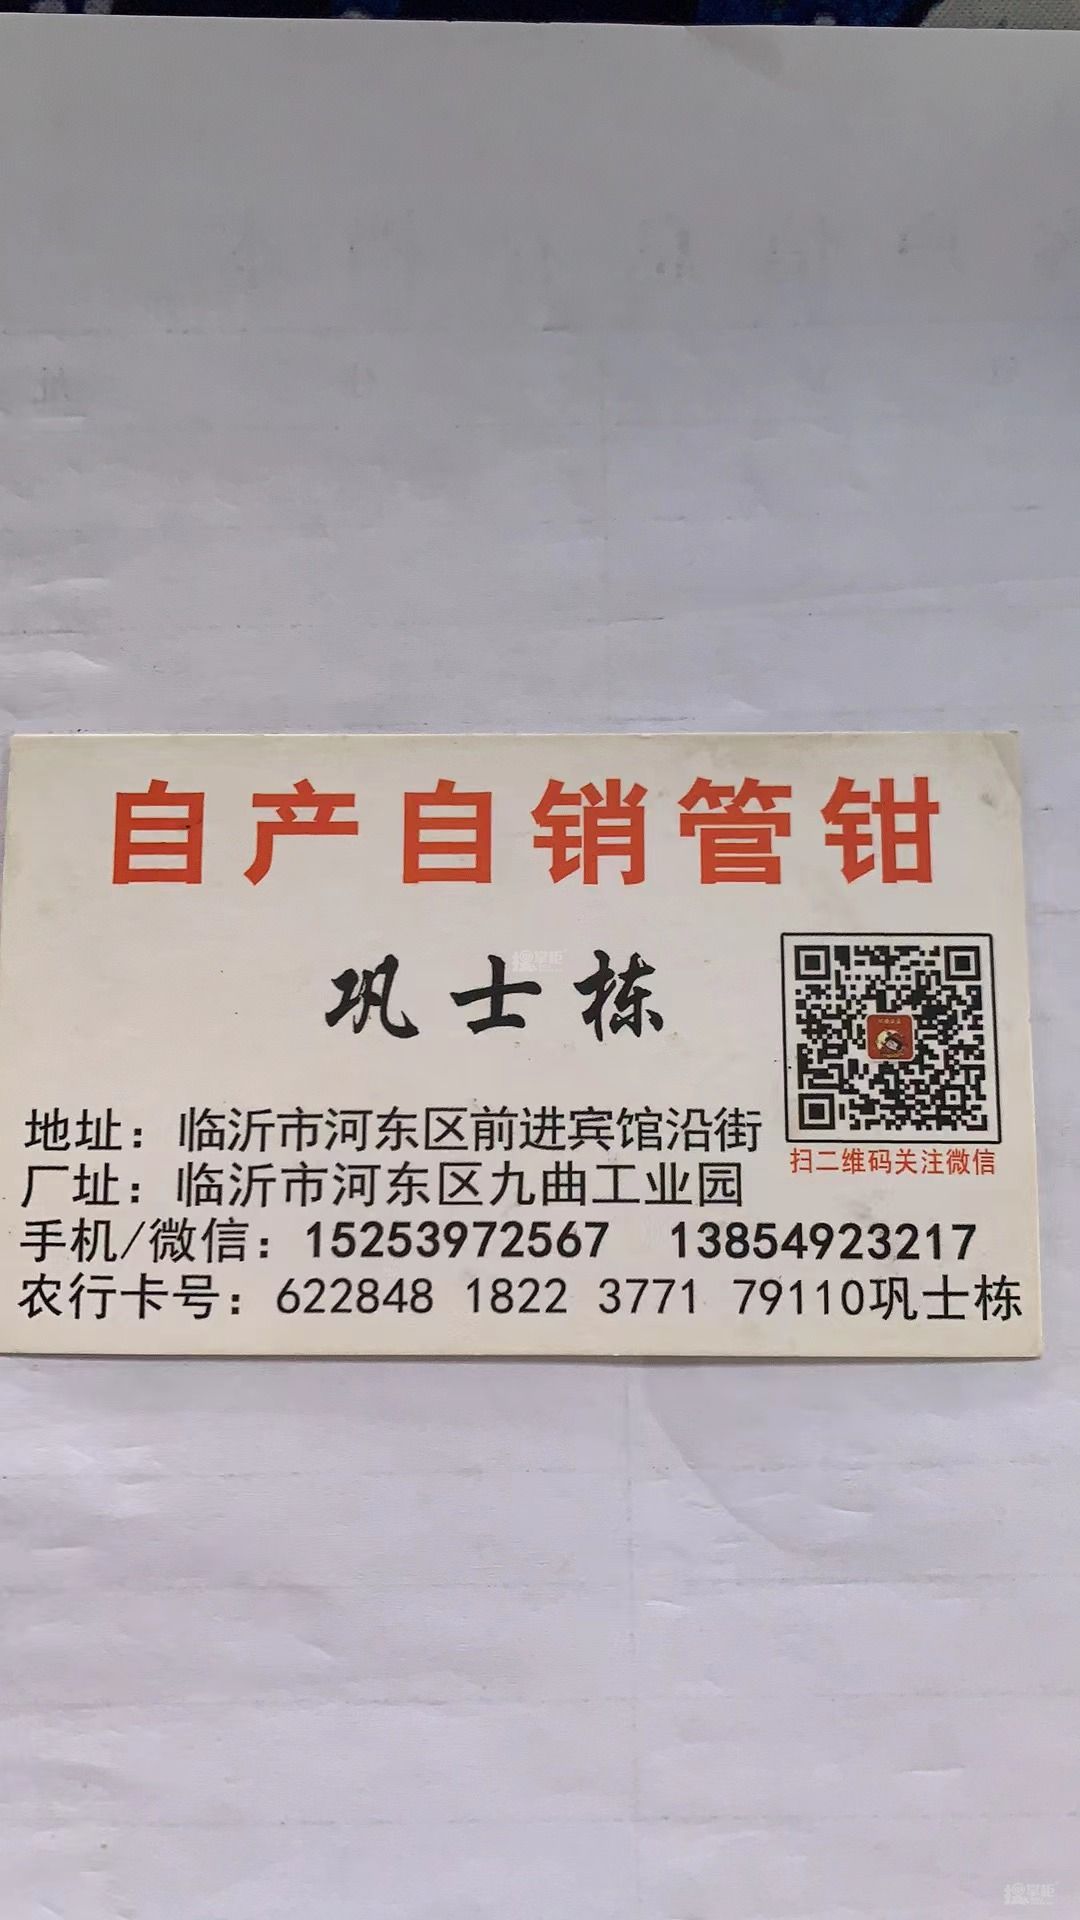 自产自销管钳
巩士栋
地址：临沂市河东区前进宾馆沿街
扫二维码关注微信
厂址：临沂市河东区九曲工业园
手机/微信：15253972567 13854923217
农行卡号：622848 1822 3771 79110巩士栋